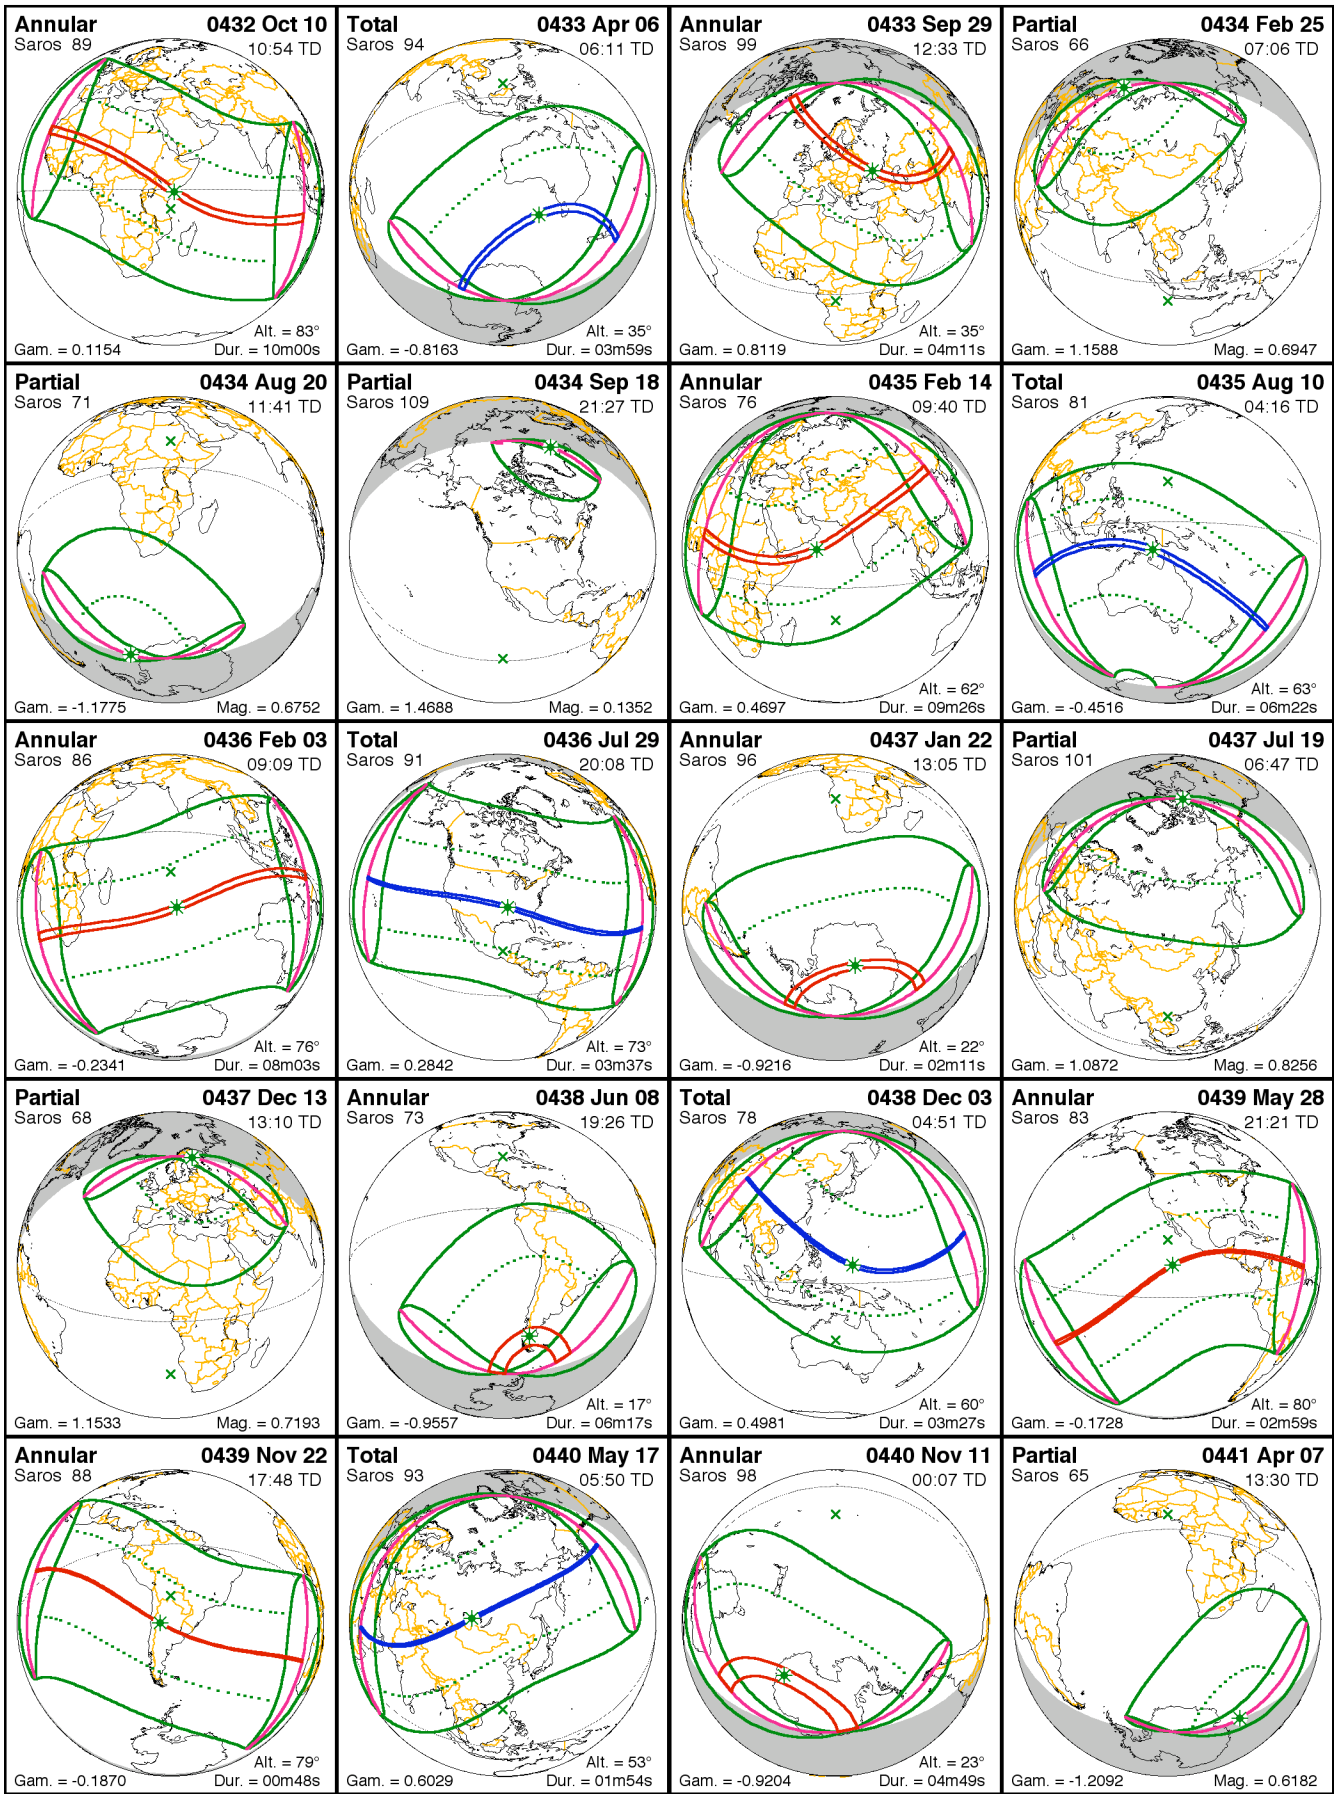 Annular 0432 Oct 10
Saros 89 10:54 TD
Alt. = 83°
Gam. = 0.1154 Dur. = 10m00s
Total 0433 Apr 06
Saros 94 06:11 TD
Alt. = 35°
Gam. = -0.8163 Dur. = 03m59s
Annular 0433 Sep 29
Saros 99 12:33 TD
Alt. = 35°
Gam. = 0.8119 Dur. = 04m11s
Partial 0434 Feb 25
Saros 66 07:06 TD
Gam. = 1.1588 Mag. = 0.6947
Partial 0434 Aug 20
Saros 71 11:41 TD
Gam. = -1.1775 Mag. = 0.6752
Partial 0434 Sep 18
Saros 109 21:27 TD
Gam. = 1.4688 Mag. = 0.1352
Annular 0435 Feb 14
Saros 76 09:40 TD
Alt. = 62°
Gam. = 0.4697 Dur. = 09m26s
Total 0435 Aug 10
Saros 81 04:16 TD
Alt. = 63°
Gam. = -0.4516 Dur. = 06m22s
Annular 0436 Feb 03
Saros 86 09:09 TD
Alt. = 76°
Gam. = -0.2341 Dur. = 08m03s
Total 0436 Jul 29
Saros 91 20:08 TD
Alt. = 73°
Gam. = 0.2842 Dur. = 03m37s
Annular 0437 Jan 22
Saros 96 13:05 TD
Alt. = 22°
Gam. = -0.9216 Dur. = 02m11s
Partial 0437 Jul 19
Saros 101 06:47 TD
Gam. = 1.0872 Mag. = 0.8256
Partial 0437 Dec 13
Saros 68 13:10 TD
Gam. = 1.1533 Mag. = 0.7193
Annular 0438 Jun 08
Saros 73 19:26 TD
Alt. = 17°
Gam. = -0.9557 Dur. = 06m17s
Total 0438 Dec 03
Saros 78 04:51 TD
Alt. = 60°
Gam. = 0.4981 Dur. = 03m27s
Annular 0439 May 28
Saros 83 21:21 TD
Alt. = 80°
Gam. = -0.1728 Dur. = 02m59s
Annular 0439 Nov 22
Saros 88 17:48 TD
Alt. = 79°
Gam. = -0.1870 Dur. = 00m48s
Total 0440 May 17
Saros 93 05:50 TD
Alt. = 53°
Gam. = 0.6029 Dur. = 01m54s
Annular 0440 Nov 11
Saros 98 00:07 TD
Alt. = 23°
Gam. = -0.9204 Dur. = 04m49s
Partial 0441 Apr 07
Saros 65 13:30 TD
Gam. = -1.2092 Mag. = 0.6182